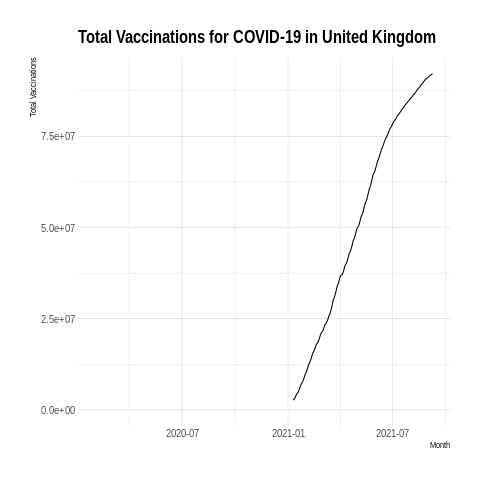 Total Vaccinations for COVID-19 in United Kingdom
Total Vaccinations
7.5e+07
5.0e+07
2.5e+07
0.0e+00
2020-07
2021-01
2021-07
Month